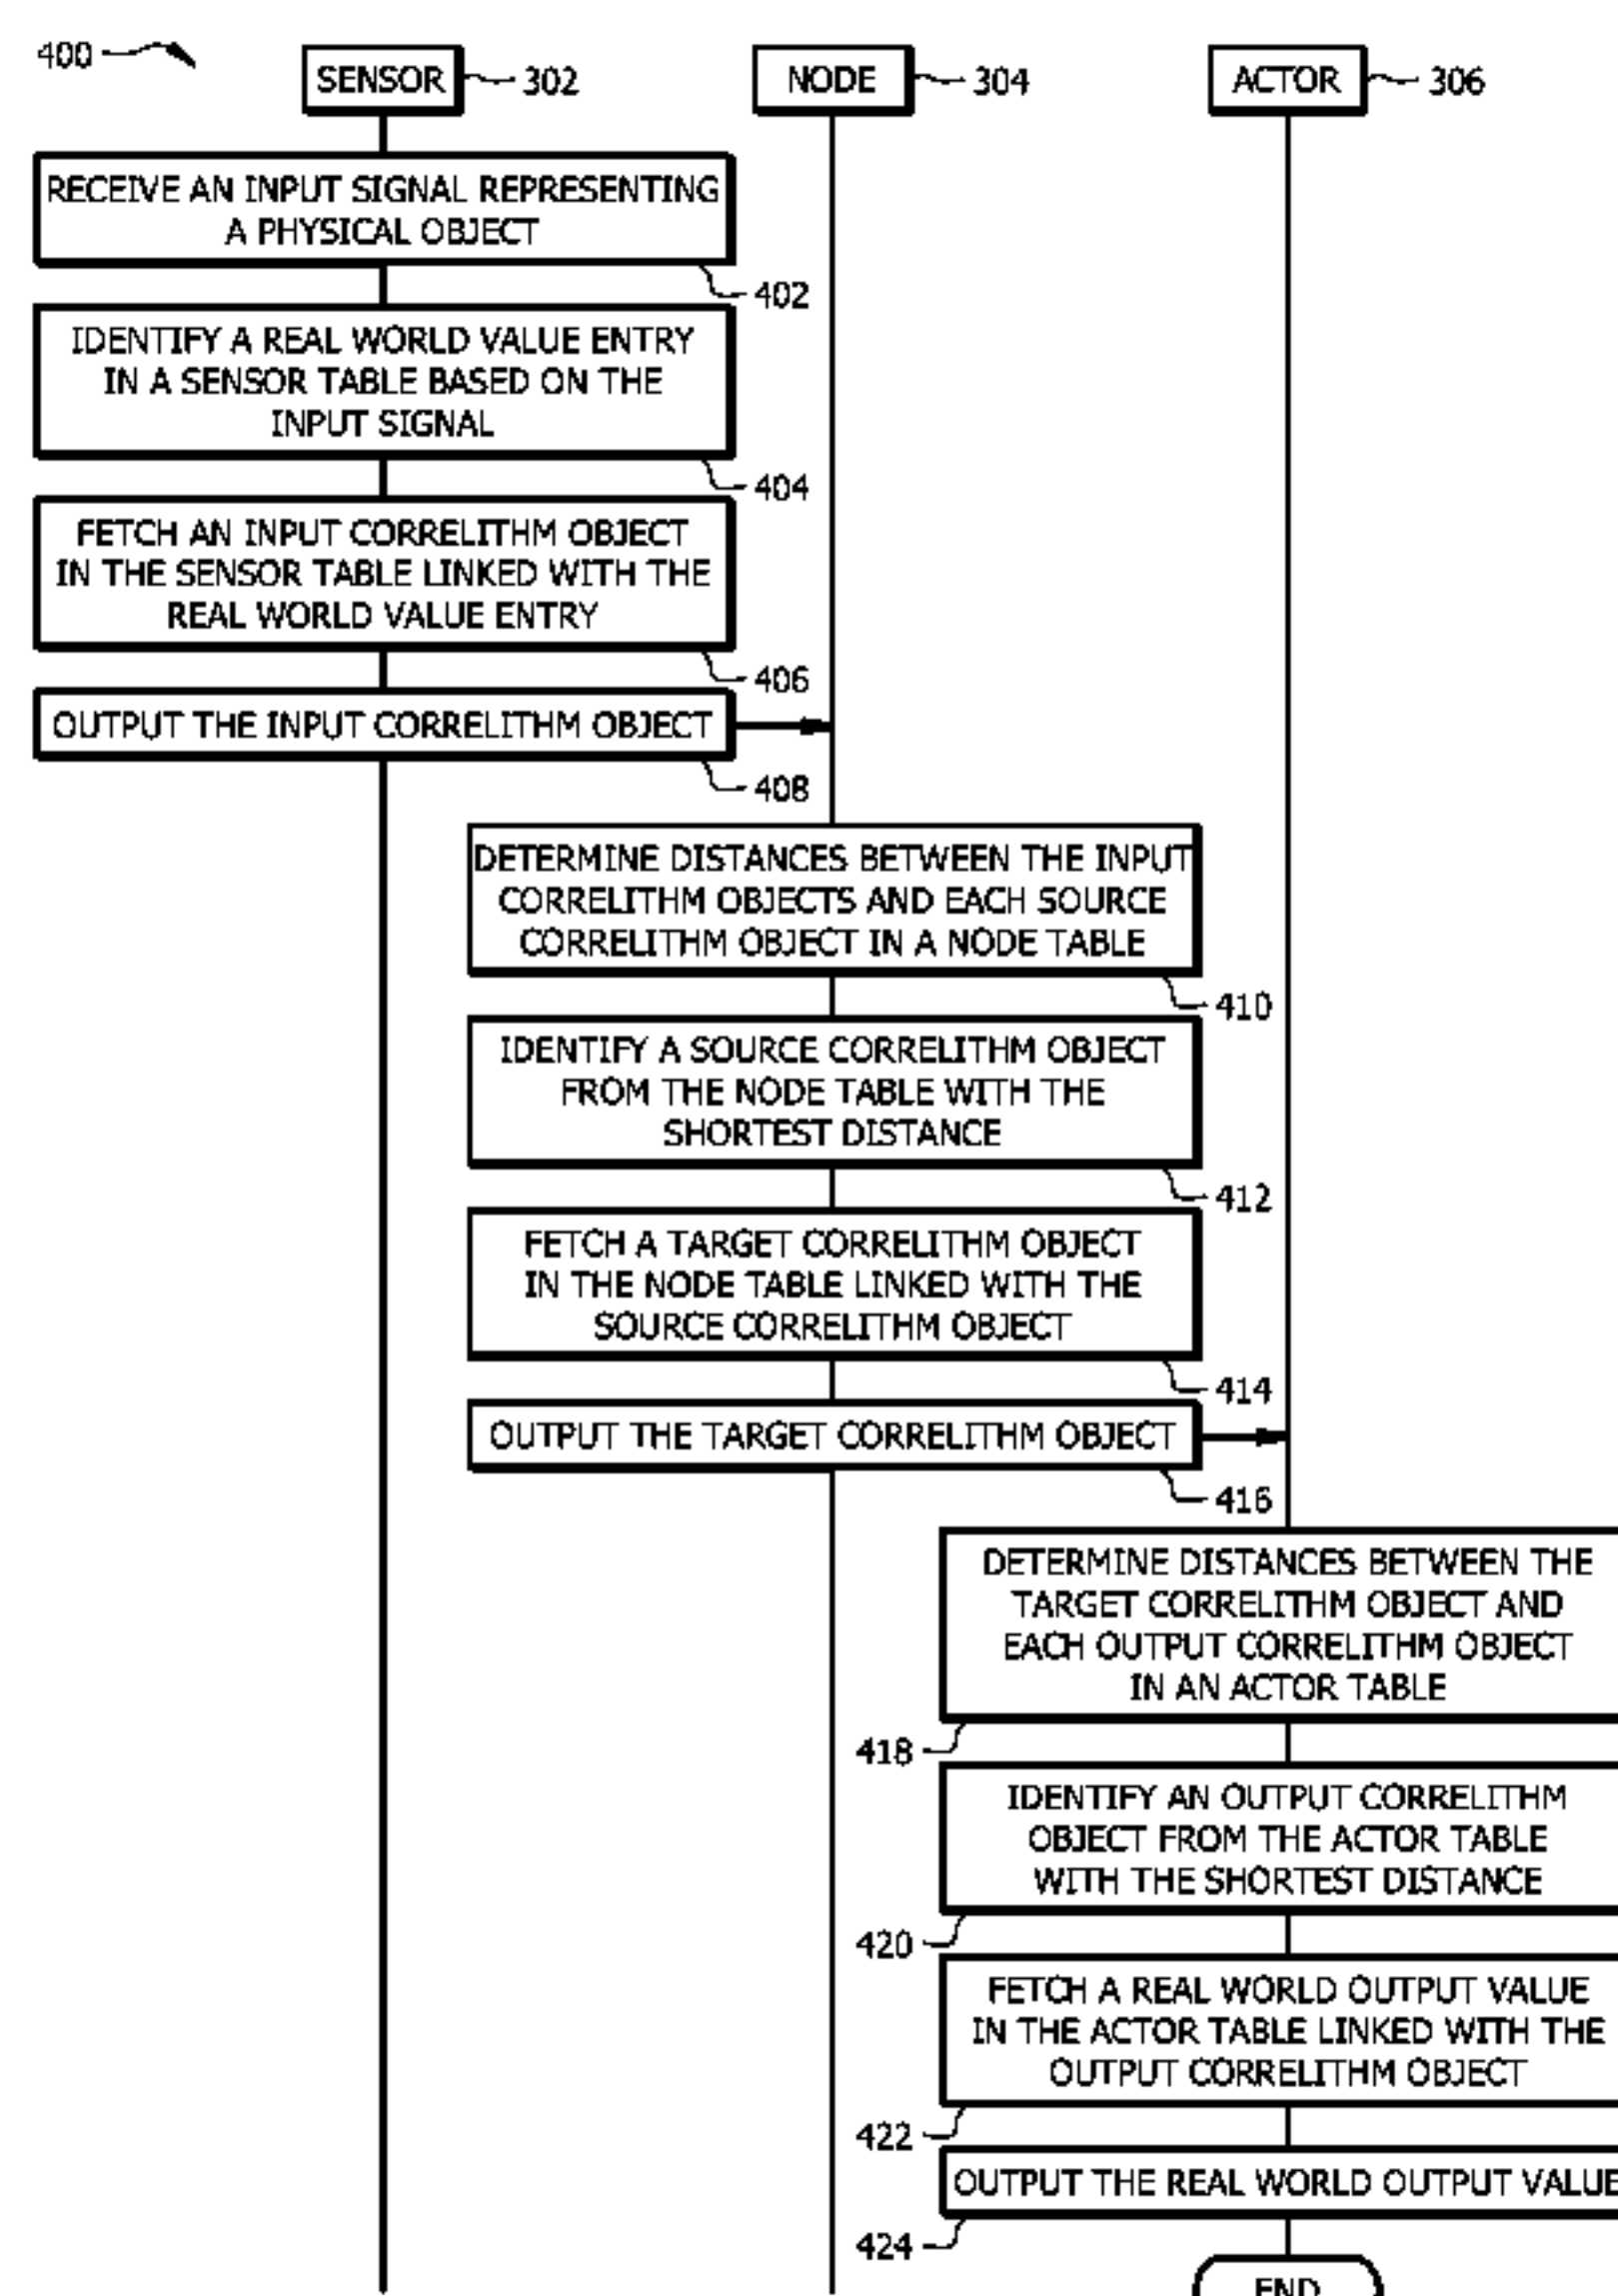 400
SENSOR
302
NODE
304
ACTOR
306
RECEIVE AN INPUT SIGNAL REPRESENTING
A PHYSICAL OBJECT
402
IDENTIFY A REAL WORLD VALUE ENTRY
IN A SENSOR TABLE BASED ON THE
INPUT SIGNAL
404
FETCH AN INPUT CORRELITHM OBJECT
IN THE SENSOR TABLE LINKED WITH THE
REAL WORLD VALUE ENTRY
406
OUTPUT THE INPUT CORRELITHM OBJECT
408
DETERMINE DISTANCES BETWEEN THE INPUT
CORRELITHM OBJECTS AND EACH SOURCE
CORRELITHM OBJECT IN A NODE TABLE
410
IDENTIFY A SOURCE CORRELITHM OBJECT
FROM THE NODE TABLE WITH THE
SHORTEST DISTANCE
412
FETCH A TARGET CORRELITHM OBJECT
IN THE NODE TABLE LINKED WITH THE
SOURCE CORRELITHM OBJECT
414
OUTPUT THE TARGET CORRELITHM OBJECT
416
DETERMINE DISTANCES BETWEEN THE
TARGET CORRELITHM OBJECT AND
EACH OUTPUT CORRELITHM OBJECT
IN AN ACTOR TABLE
418
IDENTIFY AN OUTPUT CORRELITHM
OBJECT FROM THE ACTOR TABLE
WITH THE SHORTEST DISTANCE
420
FETCH A REAL WORLD OUTPUT VALUE
IN THE ACTOR TABLE LINKED WITH THE
OUTPUT CORRELITHM OBJECT
422
OUTPUT THE REAL WORLD OUTPUT VALUE
424
END